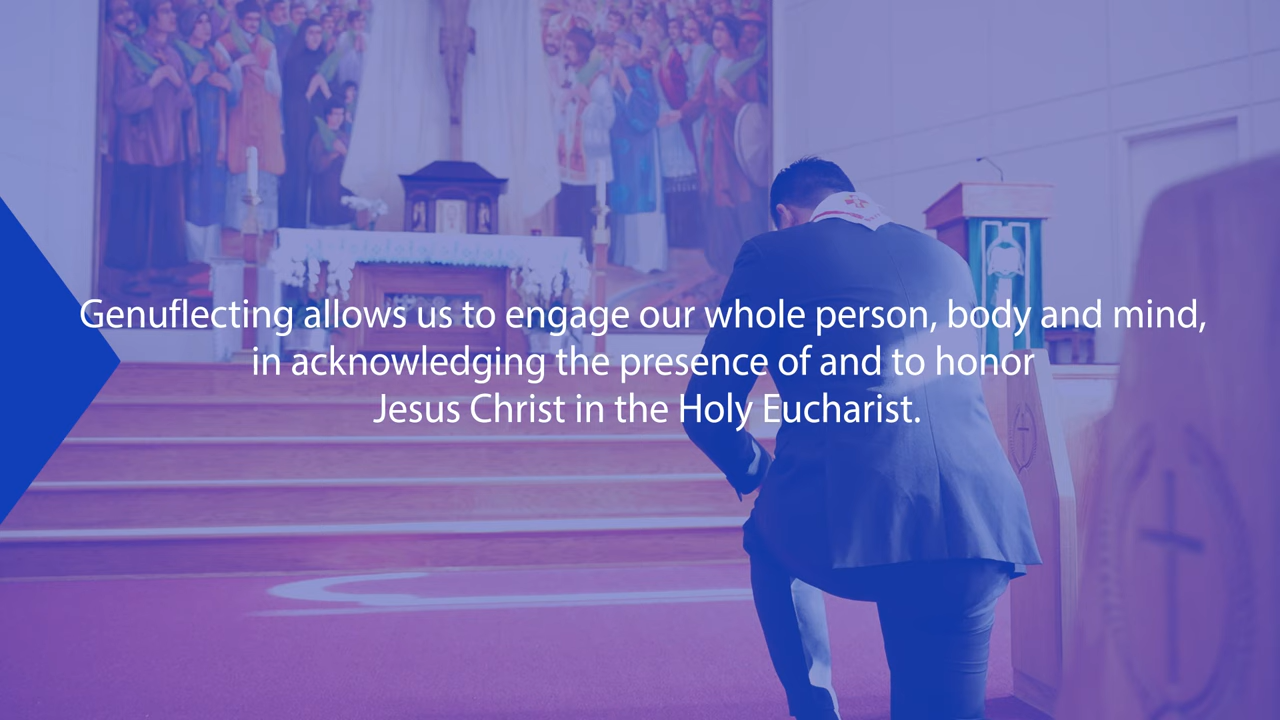 Genuflecting allows us to engage our whole person, body and mind,
in acknowledging the presence of and to honor
Jesus Christ in the Holy Eucharist.